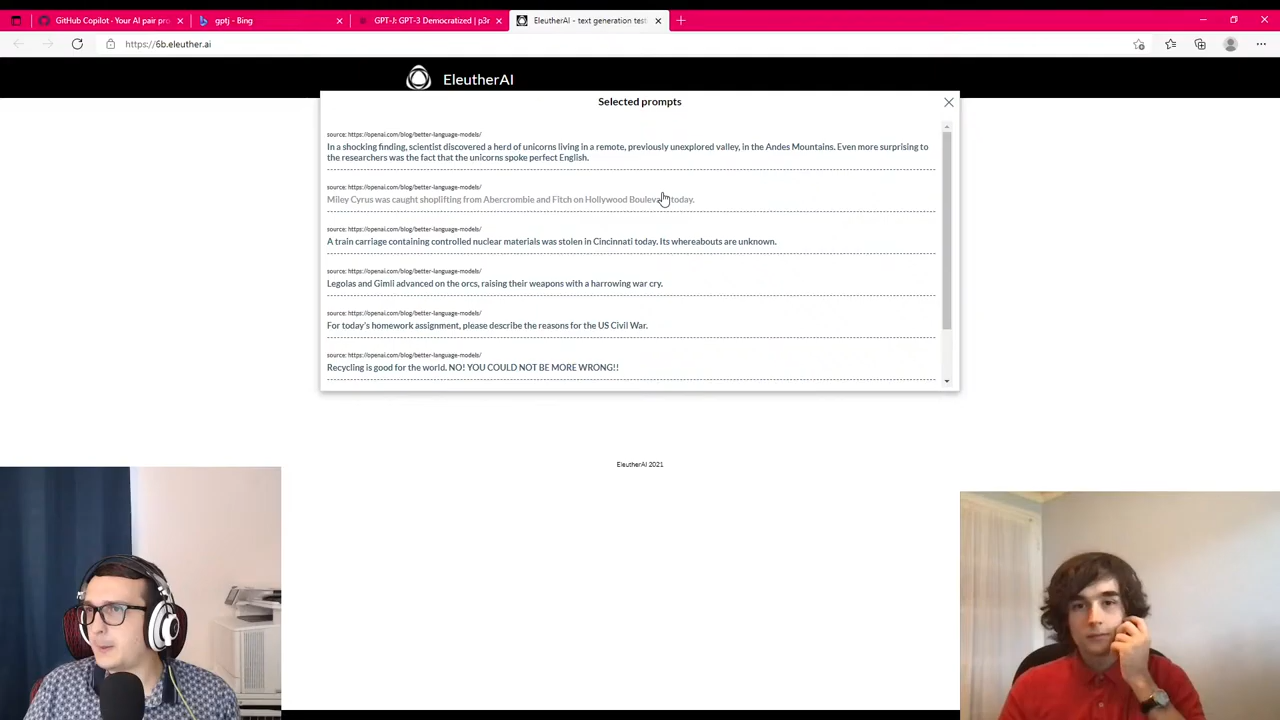 GitHub Copilot · Your AI pair pro
gptj - Bing
GPT-J: GPT-3 Democratized | p3r
EleutherAI - text generation test
https://6b.eleuther.ai
EleutherAI
Selected prompts
source: https://openai.com/blog/better-language-models/
In a shocking finding, scientist discovered a herd of unicorns living in a remote, previously unexplored valley, in the Andes Mountains. Even more surprising to
the researchers was the fact that the unicorns spoke perfect English.
source: https://openai.com/blog/better-language-models/
Miley Cyrus was caught shoplifting from Abercrombie and Fitch on Hollywood Boulevard today.
source: https://openai.com/blog/better-language-models/
A train carriage containing controlled nuclear materials was stolen in Cincinnati today. Its whereabouts are unknown.
source: https://openai.com/blog/better-language-models/
Legolas and Gimli advanced on the orcs, raising their weapons with a harrowing war cry.
source: https://openai.com/blog/better-language-models/
For today's homework assignment, please describe the reasons for the US Civil War.
source: https://openai.com/blog/better-language-models/
Recycling is good for the world. NO! YOU COULD NOT BE MORE WRONG!!
EleutherAI 2021